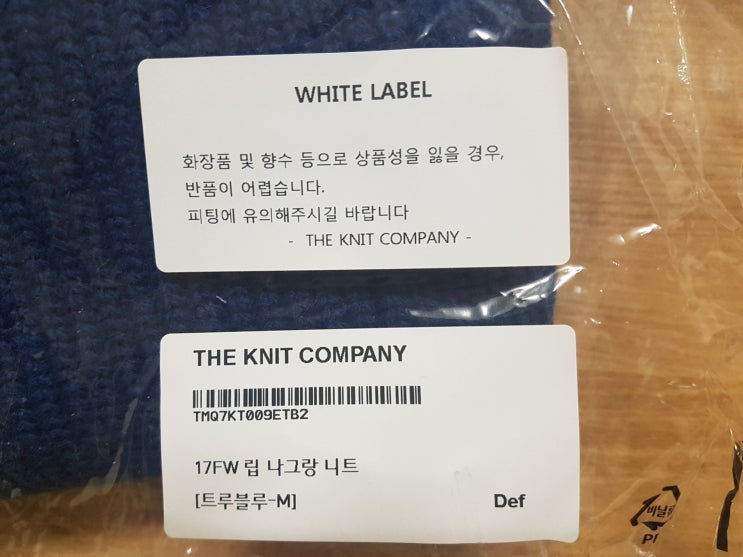 WHITE LABEL
화장품 및 향수 등으로 상품성을 잃을 경우,
반품이 어렵습니다.
피팅에 유의해주시길 바랍니다
- THE KNIT COMPANY -
THE KNIT COMPANY
TMQ7KT009ETB2
17FW 립 나그랑 니트
[트루블루-M]
Def